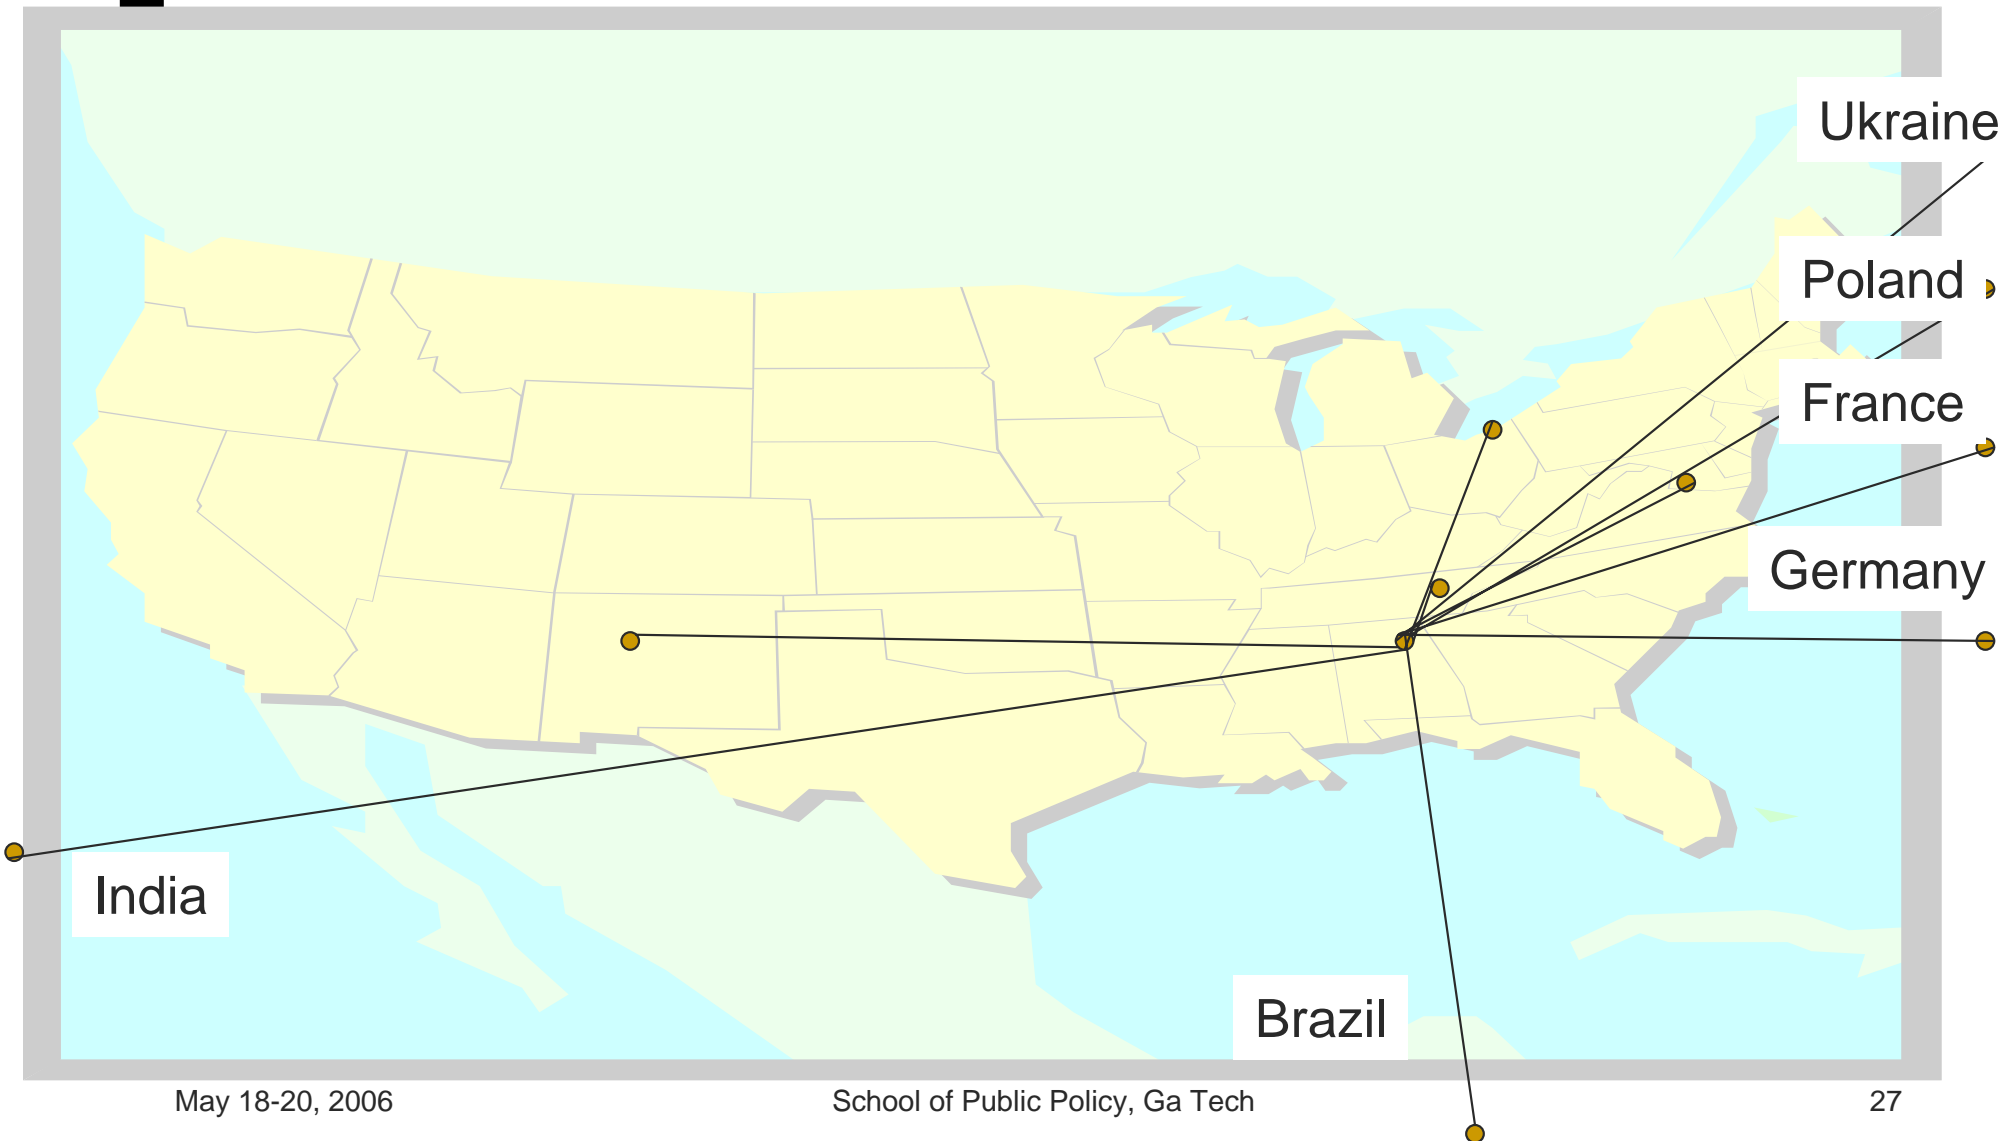 Ukraine
Poland
France
Germany
India
Brazil
May 18-20, 2006
School of Public Policy, Ga Tech
27